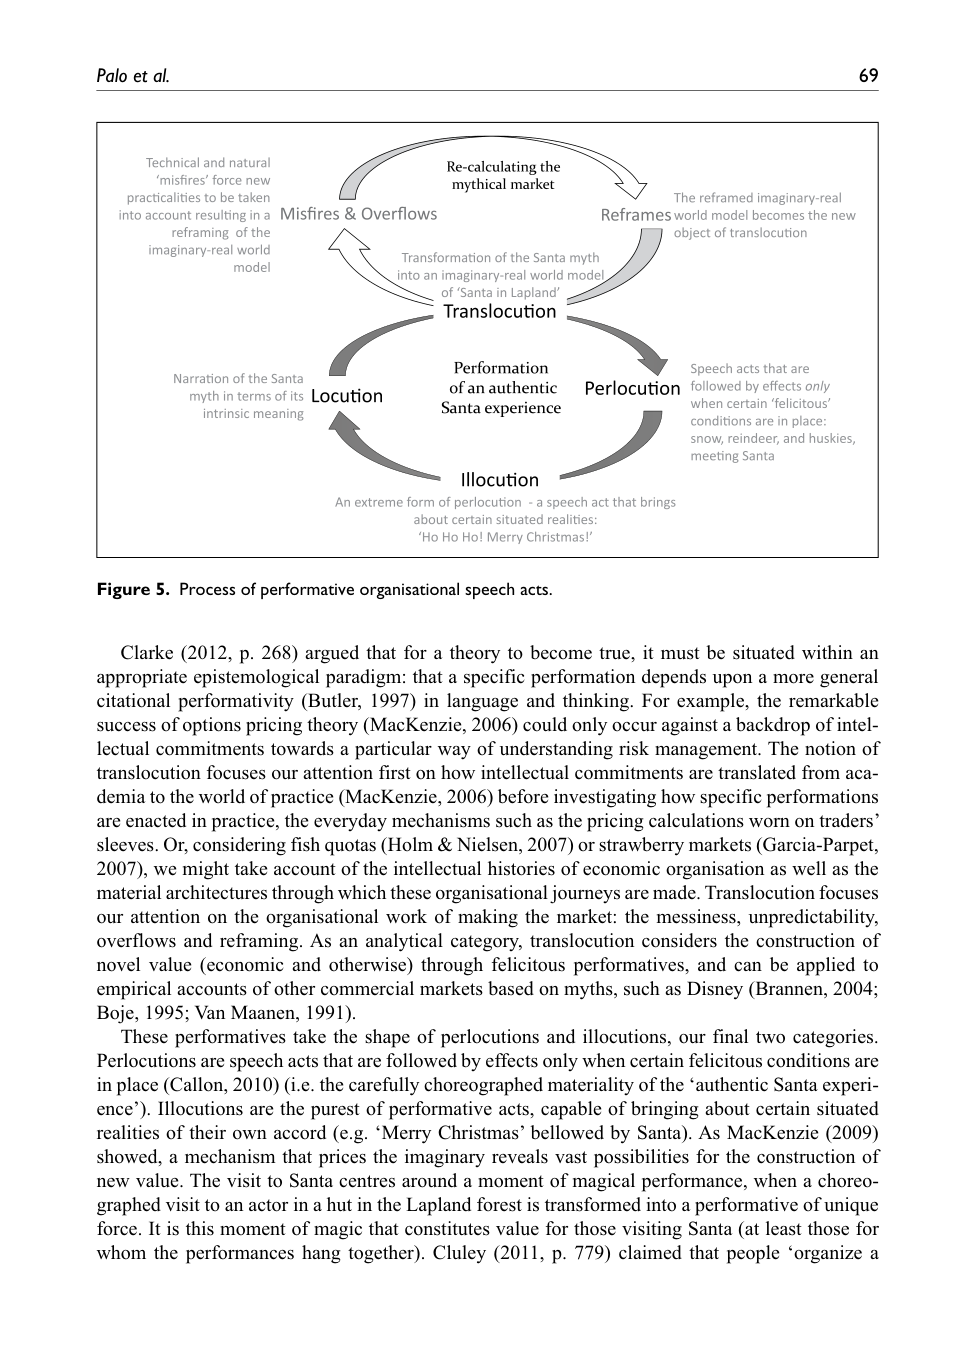 Palo et al.
69
Technical and natural
‘misfires’ force new
practicalities to be taken
into account resulting in a
reframing of the
imaginary-real world
model
Misfires & Overflows
Re-calculating the
mythical market
Reframes
The reframed imaginary-real
world model becomes the new
object of translocution
Transformation of the Santa myth
into an imaginary-real world model
of ‘Santa in Lapland’
Translocution
Narration of the Santa
myth in terms of its
intrinsic meaning
Locution
Performation
of an authentic
Santa experience
Perlocution
Speech acts that are
followed by effects only
when certain ‘felicitous’
conditions are in place:
snow, reindeer, and huskies,
meeting Santa
Illocution
An extreme form of perlocution - a speech act that brings
about certain situated realities:
‘Ho Ho Ho! Merry Christmas!’
Figure 5. Process of performative organisational speech acts.
Clarke (2012, p. 268) argued that for a theory to become true, it must be situated within an
appropriate epistemological paradigm: that a specific performation depends upon a more general
citational performativity (Butler, 1997) in language and thinking. For example, the remarkable
success of options pricing theory (MacKenzie, 2006) could only occur against a backdrop of intel-
lectual commitments towards a particular way of understanding risk management. The notion of
translocution focuses our attention first on how intellectual commitments are translated from aca-
demia to the world of practice (MacKenzie, 2006) before investigating how specific performations
are enacted in practice, the everyday mechanisms such as the pricing calculations worn on traders’
sleeves. Or, considering fish quotas (Holm & Nielsen, 2007) or strawberry markets (Garcia-Parpet,
2007), we might take account of the intellectual histories of economic organisation as well as the
material architectures through which these organisational journeys are made. Translocution focuses
our attention on the organisational work of making the market: the messiness, unpredictability,
overflows and reframing. As an analytical category, translocution considers the construction of
novel value (economic and otherwise) through felicitous performatives, and can be applied to
empirical accounts of other commercial markets based on myths, such as Disney (Brannen, 2004;
Boje, 1995; Van Maanen, 1991).
These performatives take the shape of perlocutions and illocutions, our final two categories.
Perlocutions are speech acts that are followed by effects only when certain felicitous conditions are
in place (Callon, 2010) (i.e. the carefully choreographed materiality of the ‘authentic Santa experi-
ence’). Illocutions are the purest of performative acts, capable of bringing about certain situated
realities of their own accord (e.g. ‘Merry Christmas’ bellowed by Santa). As MacKenzie (2009)
showed, a mechanism that prices the imaginary reveals vast possibilities for the construction of
new value. The visit to Santa centres around a moment of magical performance, when a choreo-
graphed visit to an actor in a hut in the Lapland forest is transformed into a performative of unique
force. It is this moment of magic that constitutes value for those visiting Santa (at least those for
whom the performances hang together). Cluley (2011, p. 779) claimed that people ‘organize a